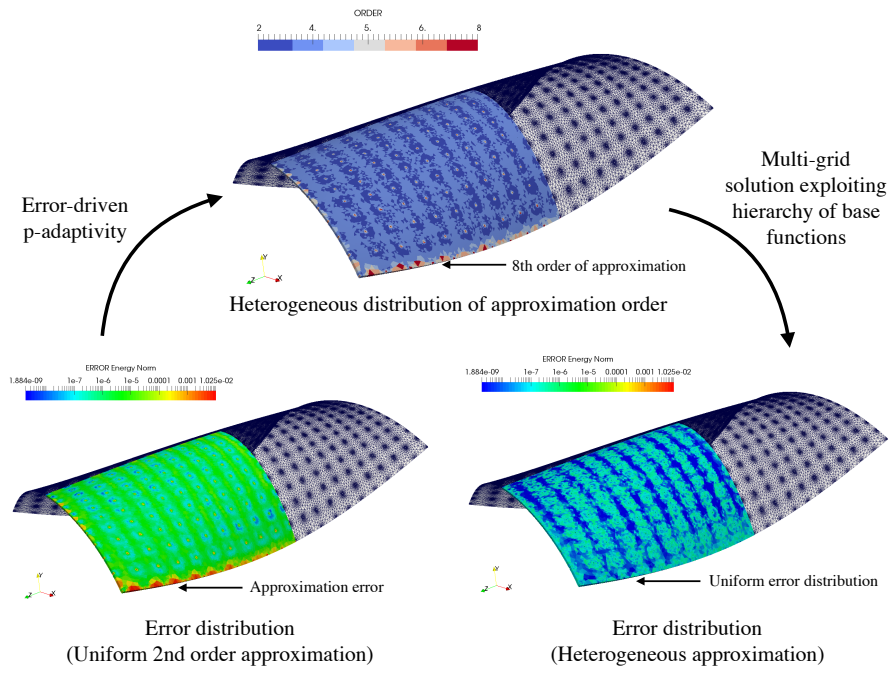 ORDER
2 4. 5. 6. 8
Error-driven
p-adaptivity
Multi-grid
solution exploiting
hierarchy of base
functions
Y
Z X
8th order of approximation
Heterogeneous distribution of approximation order
ERROR Energy Norm
1.884e-09 1e-7 1e-6 1e-5 0.0001 0.001 1.025e-02
Y
Z X
Approximation error
Error distribution
(Uniform 2nd order approximation)
ERROR Energy Norm
1.884e-09 1e-7 1e-6 1e-5 0.0001 0.001 1.025e-02
Y
Z X
Uniform error distribution
Error distribution
(Heterogeneous approximation)